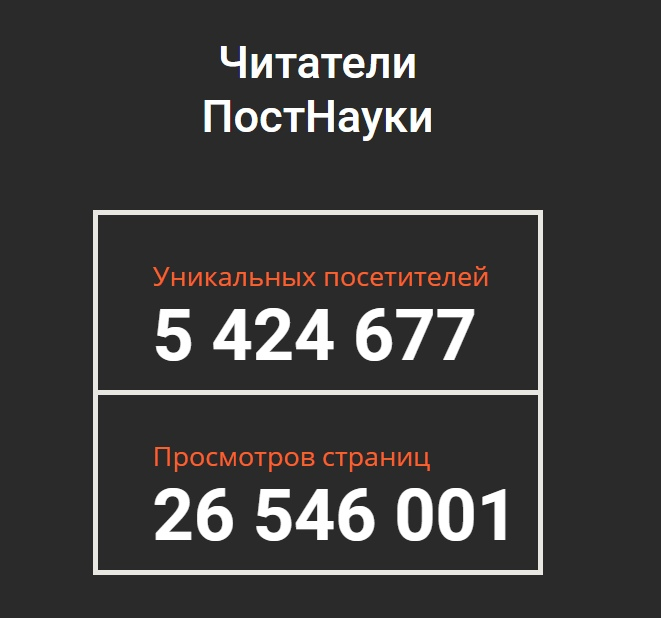 Читатели
ПостНауки
Уникальных посетителей
5 424 677
Просмотров страниц
26 546 001